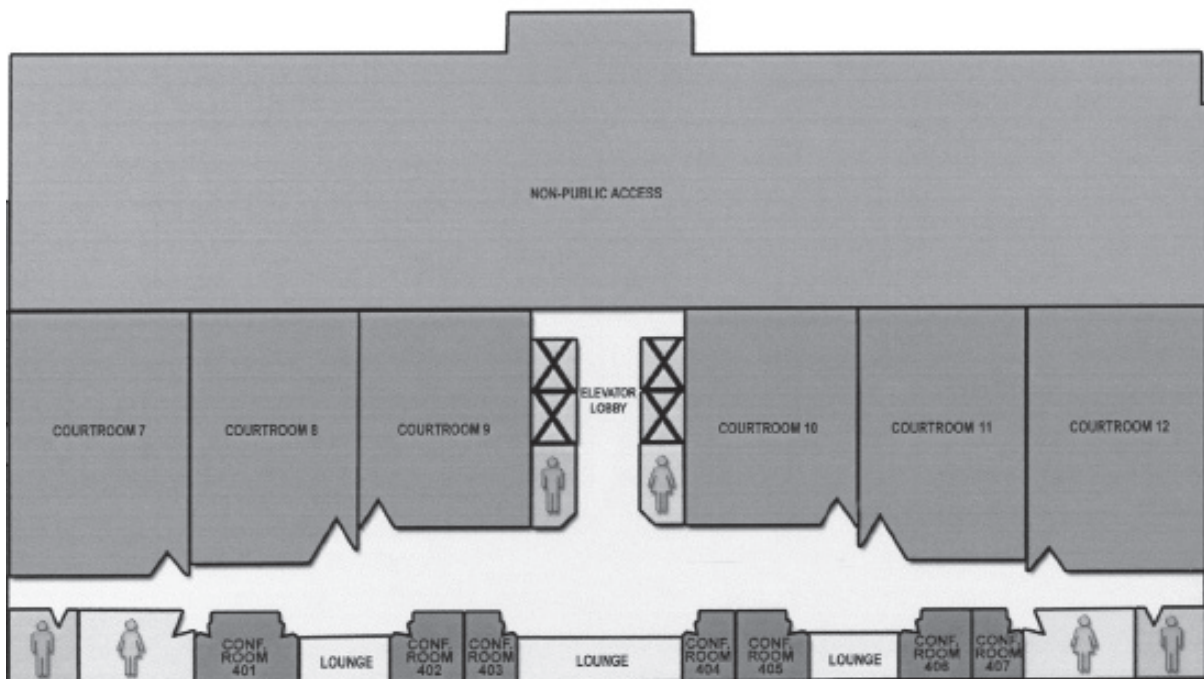 NON-PUBLIC ACCESS
ELEVATOR
LOBBY
COURTROOM 7
COURTROOM 8
COURTROOM 9
COURTROOM 10
COURTROOM 11
COURTROOM 12
CONF.
ROOM
401
LOUNGE
CONF.
ROOM
402
CONF.
ROOM
403
LOUNGE
CONF.
ROOM
404
CONF.
ROOM
405
LOUNGE
CONF.
ROOM
406
CONF.
ROOM
407